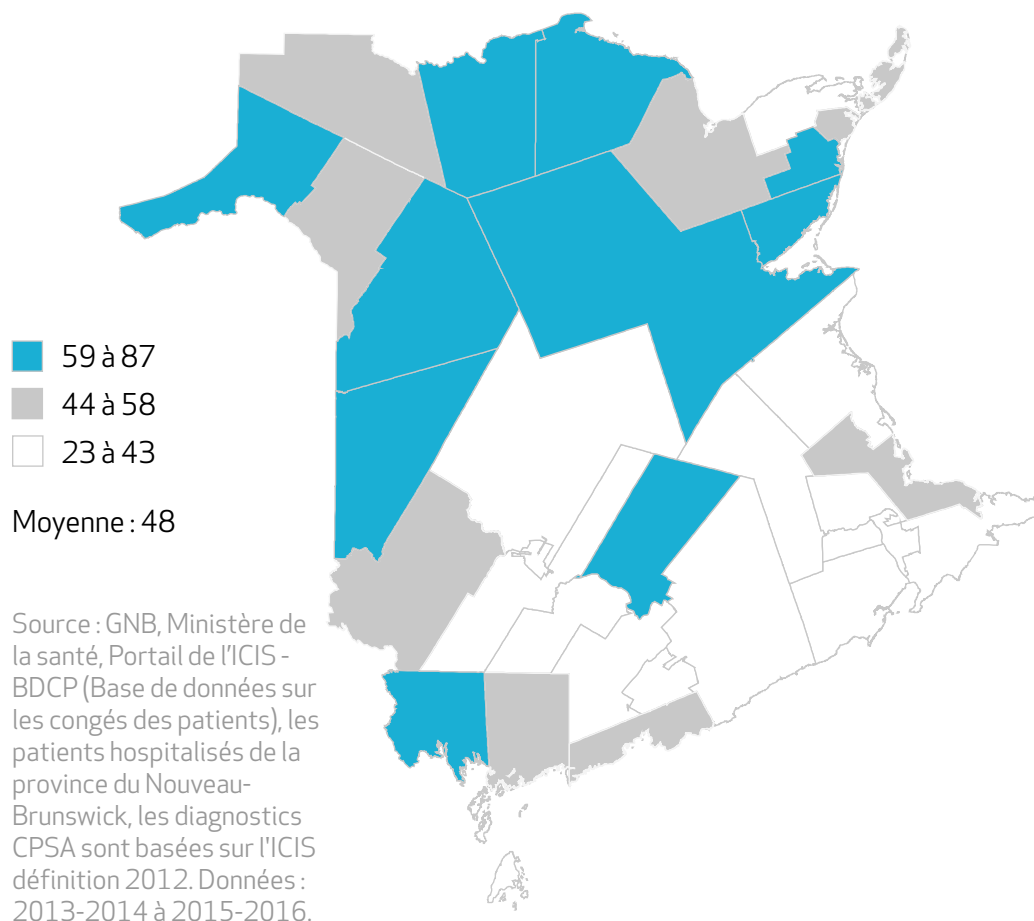 59 à 87
44 à 58
23 à 43
Moyenne : 48
Source : GNB, Ministère de
la santé, Portail de l'ICIS -
BDCP (Base de données sur
les congés des patients), les
patients hospitalisés de la
province du Nouveau-
Brunswick, les diagnostics
CPSA sont basées sur l'ICIS
définition 2012. Données :
2013-2014 à 2015-2016.